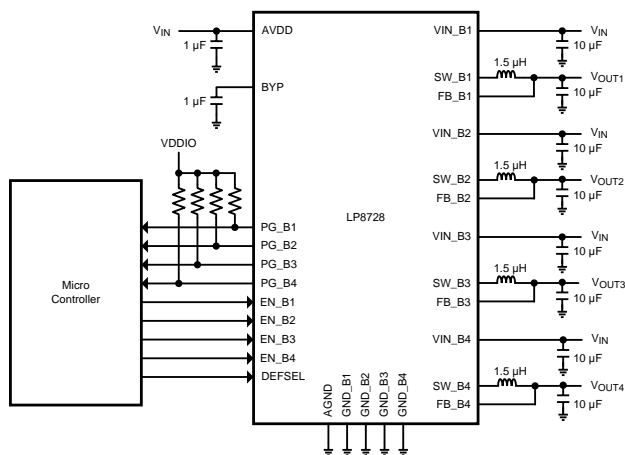 VIN
AVDD
1 µF
BYP
1 µF
VDDIO
Micro
Controller
PG_B1
PG_B2
PG_B3
PG_B4
EN_B1
EN_B2
EN_B3
EN_B4
DEFSEL
LP8728
AGND
GND_B1
GND_B2
GND_B3
GND_B4
VIN_B1
VIN
10 µF
1.5 µH
SW_B1
VOUT1
FB_B1
10 µF
VIN_B2
VIN
10 µF
1.5 µH
SW_B2
VOUT2
FB_B2
10 µF
VIN_B3
VIN
10 µF
1.5 µH
SW_B3
VOUT3
FB_B3
10 µF
VIN_B4
VIN
10 µF
1.5 µH
SW_B4
VOUT4
FB_B4
10 µF